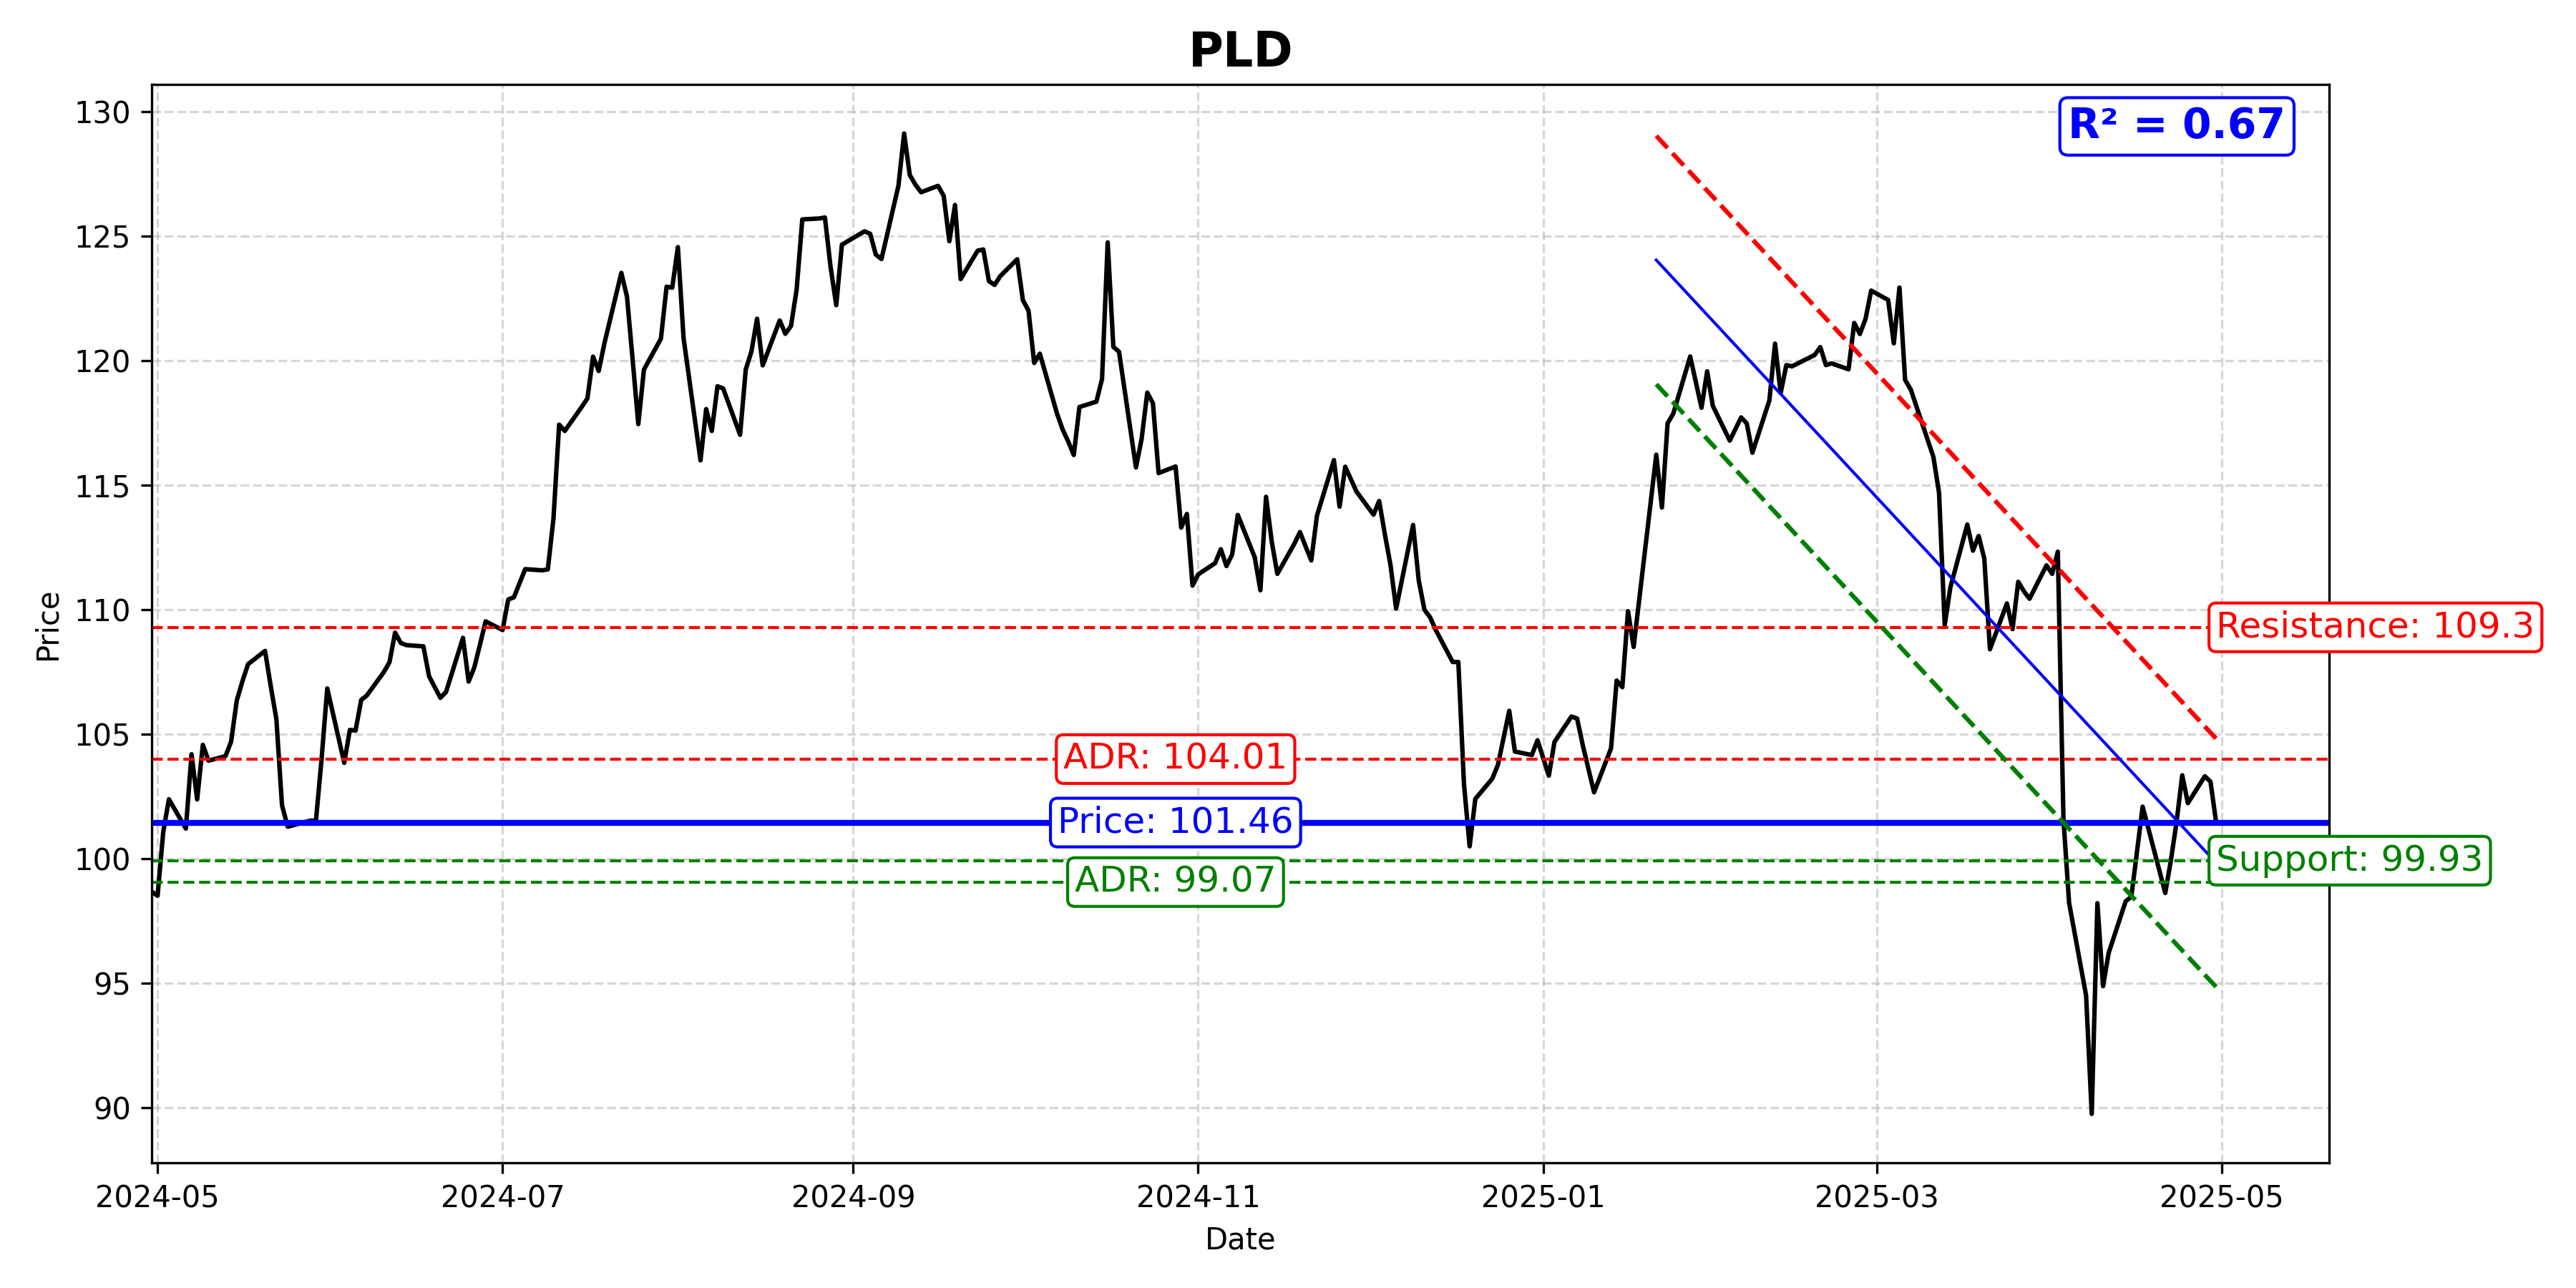 PLD
R² = 0.67
130
125
120
115
110
105
100
95
90
Price
Resistance: 109.3
ADR: 104.01
Price: 101.46
Support: 99.93
ADR: 99.07
2024-05
2024-07
2024-09
2024-11
2025-01
2025-03
2025-05
Date